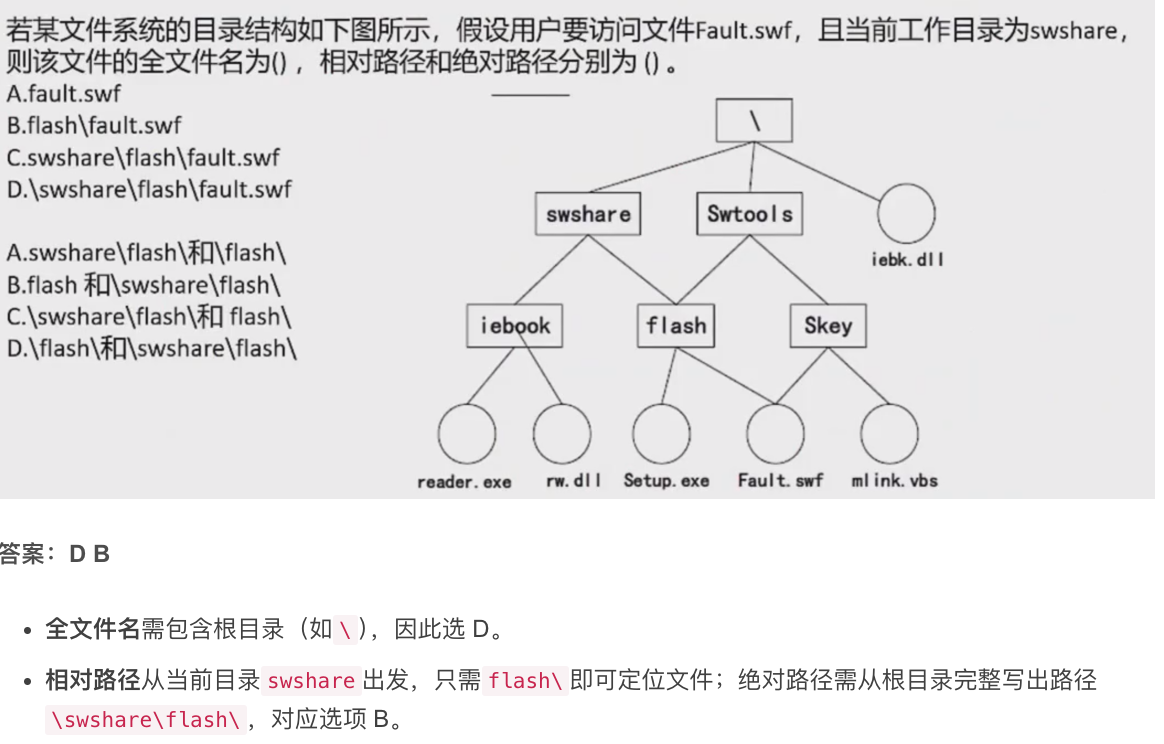 若某文件系统的目录结构如下图所示，假设用户要访问文件Fault.swf，且当前工作目录为swshare，
则该文件的全文件名为()，相对路径和绝对路径分别为 ()。
A.fault.swf
B.flash\fault.swf
C.swshare\flash\fault.swf
D.\swshare\flash\fault.swf
A.swshare\flash\和\flash\
B.flash 和\swshare\flash\
C.\swshare\flash\和 flash\
D.\flash\和\swshare\flash\
\
swshare
Swtools
iebk.dll
iebook
flash
Skey
reader.exe
rw.dll
Setup.exe
Fault.swf
mlink.vbs
答案：D B
• 全文件名需包含根目录（如 \），因此选 D。
• 相对路径从当前目录 swshare 出发，只需 flash\ 即可定位文件；绝对路径需从根目录完整写出路径
\swshare\flash\，对应选项 B。